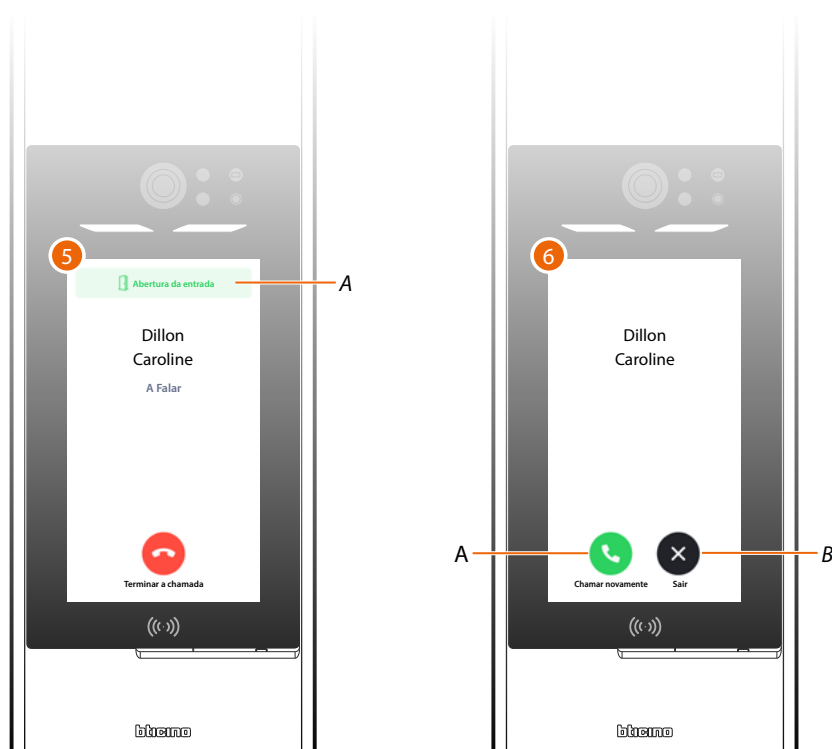 5
Abertura da entrada
A
Dillon
Caroline
A Falar
Terminar a chamada
bticino
6
Dillon
Caroline
A
B
Chamar novamente
Sair
bticino